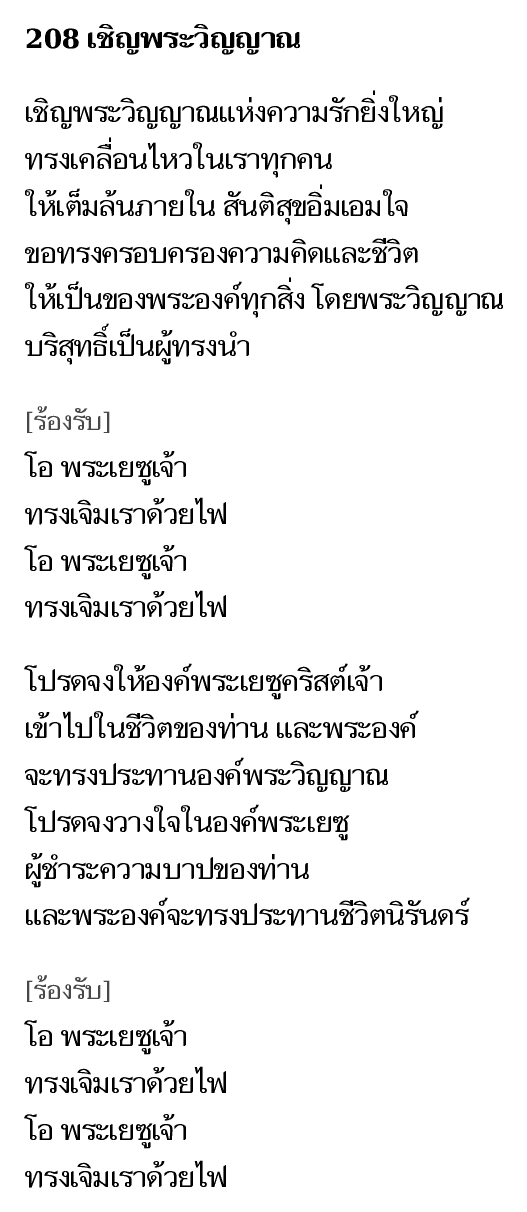 208 เชิญพระวิญญาณ
เชิญพระวิญญาณแห่งความรักยิ่งใหญ่
ทรงเคลื่อนไหวในเราทุกคน
ให้เต็มล้นภายใน สันติสุขอิ่มเอมใจ
ขอทรงครอบครองความคิดและชีวิต
ให้เป็นของพระองค์ทุกสิ่ง โดยพระวิญญาณ
บริสุทธิ์เป็นผู้ทรงนำ
[ร้องรับ]
โอ พระเยซูเจ้า
ทรงเจิมเราด้วยไฟ
โอ พระเยซูเจ้า
ทรงเจิมเราด้วยไฟ
โปรดจงให้องค์พระเยซูคริสต์เจ้า
เข้าไปในชีวิตของท่าน และพระองค์
จะทรงประทานองค์พระวิญญาณ
โปรดจงวางใจในองค์พระเยซู
ผู้ชำระความบาปของท่าน
และพระองค์จะทรงประทานชีวิตนิรันดร์
[ร้องรับ]
โอ พระเยซูเจ้า
ทรงเจิมเราด้วยไฟ
โอ พระเยซูเจ้า
ทรงเจิมเราด้วยไฟ